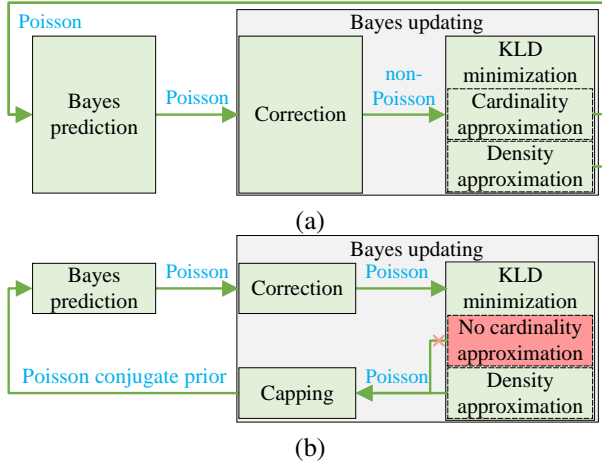 Poisson
Bayes
prediction
Poisson
Bayes updating
Correction
non-
Poisson
KLD
minimization
Cardinality
approximation
Density
approximation
(a)
Bayes
prediction
Poisson
Bayes updating
Correction
Poisson
KLD
minimization
No cardinality
approximation
Density
approximation
Poisson
Capping
Poisson conjugate prior
(b)